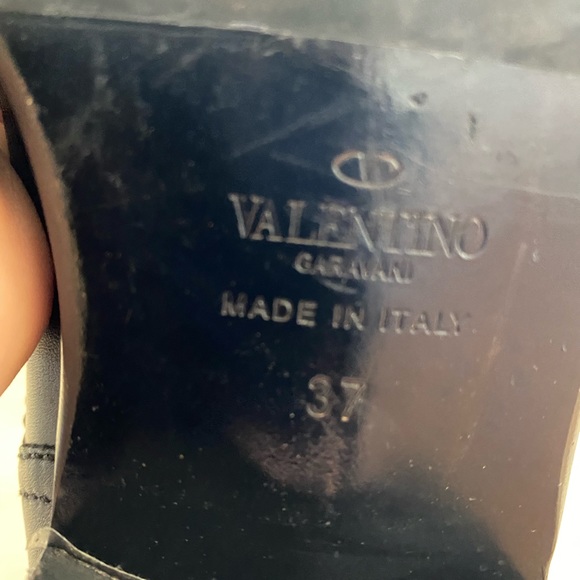 VALENTINO
GARAVANI
MADE IN ITALY
37